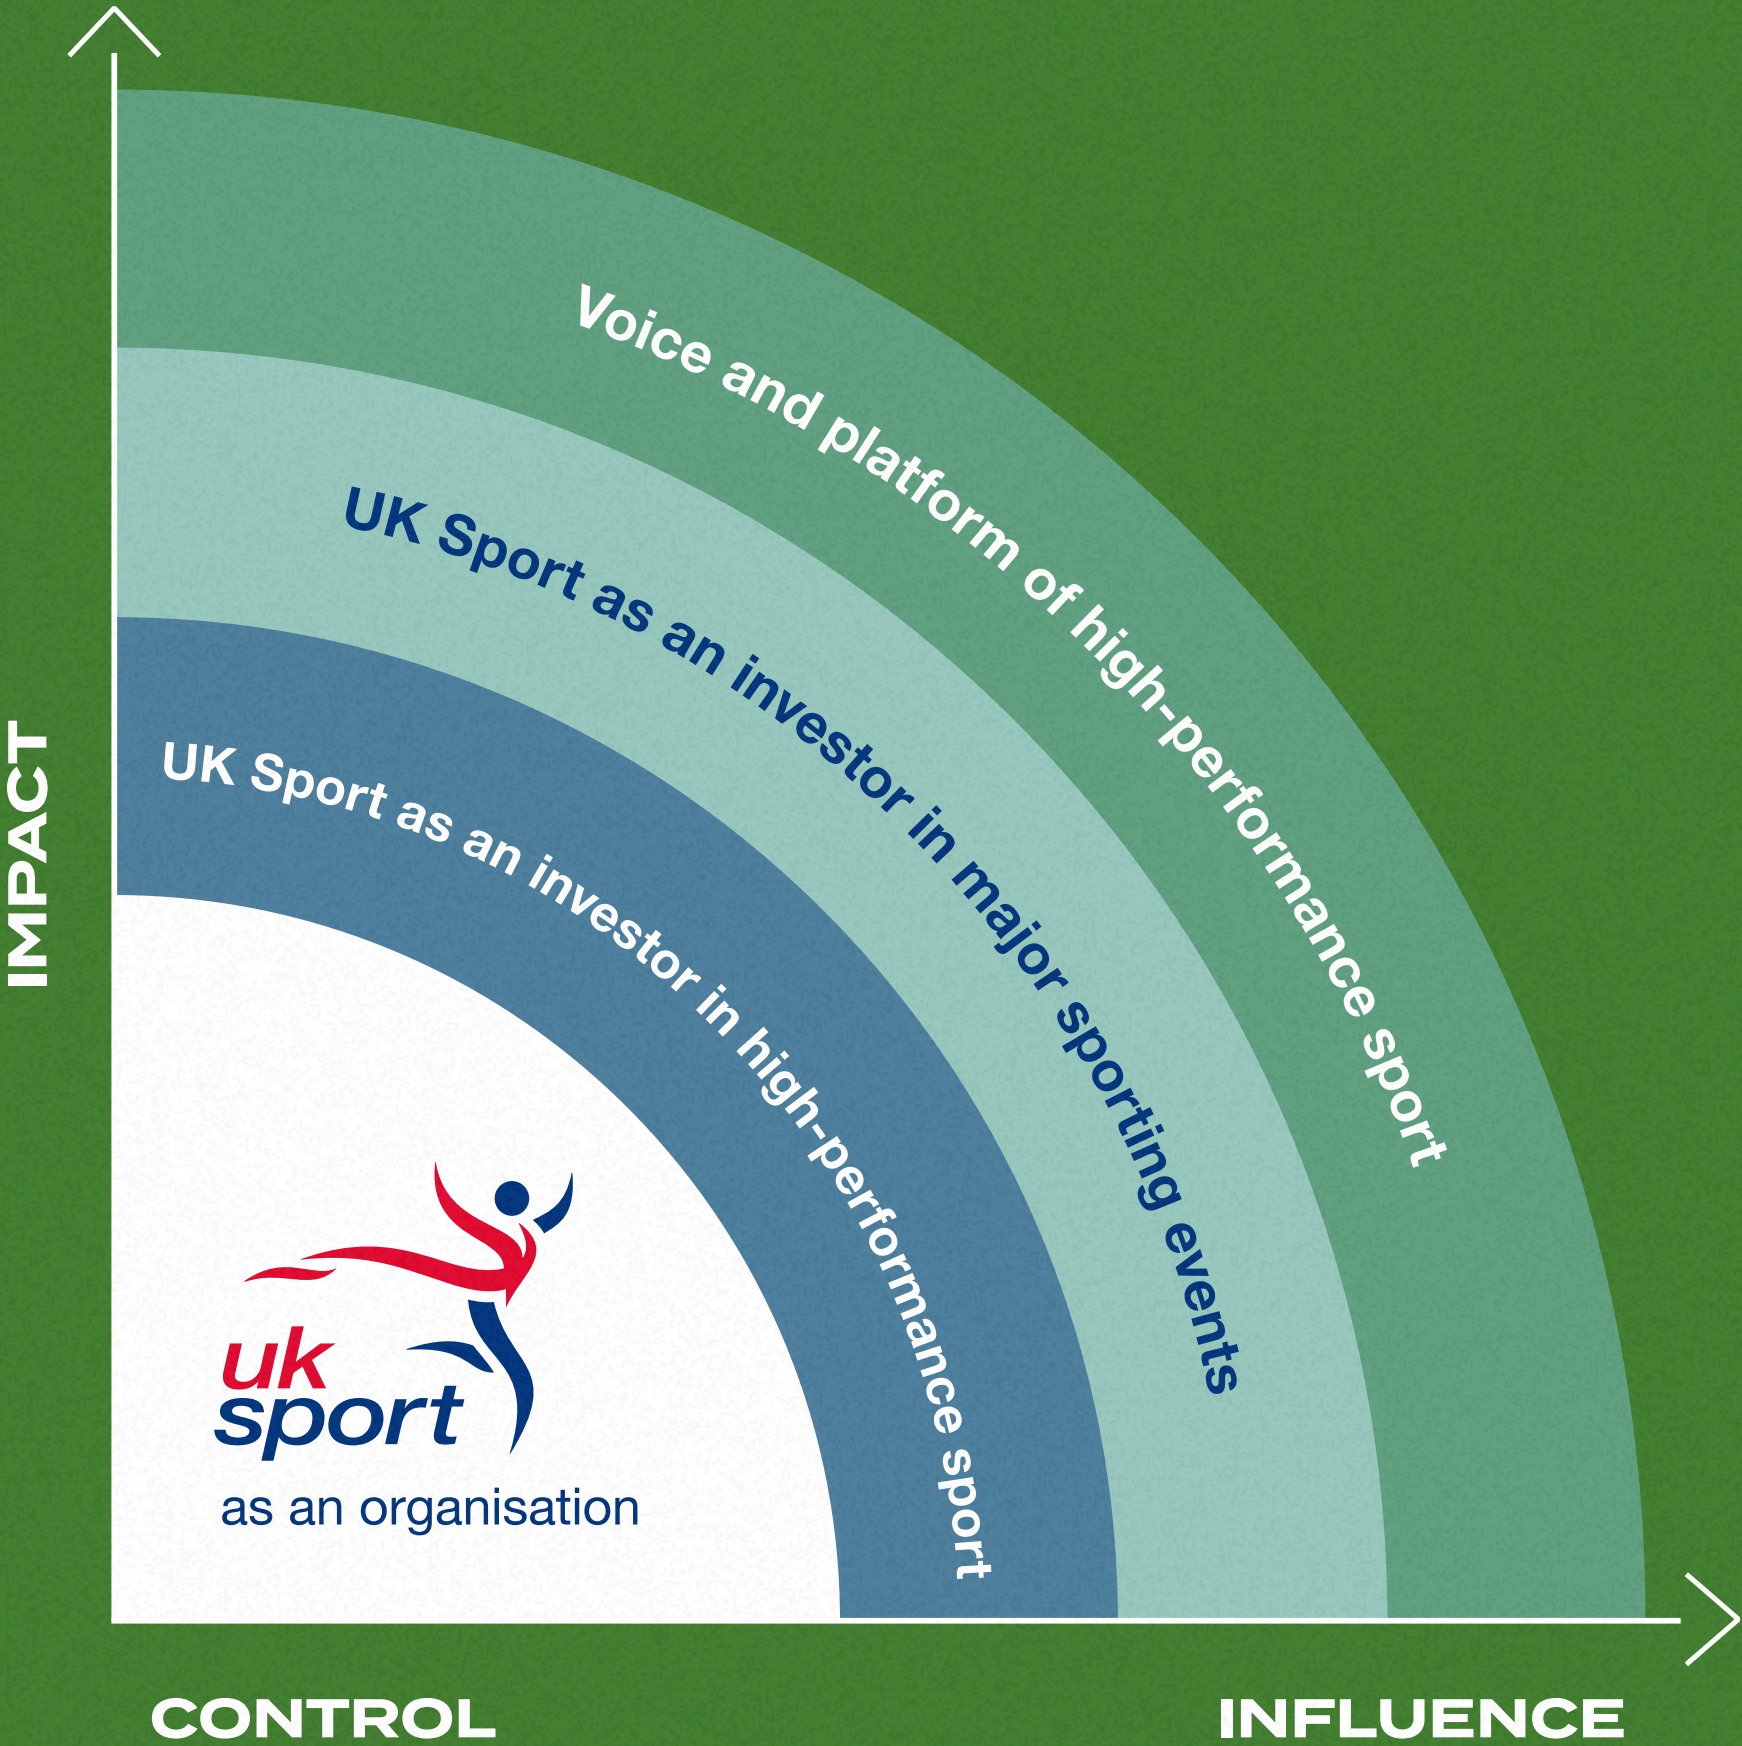 Voice and platform of high-performance sport
UK Sport as an investor in major sporting events
UK Sport as an investor in high-performance sport
IMPACT
uk
sport
as an organisation
CONTROL
INFLUENCE